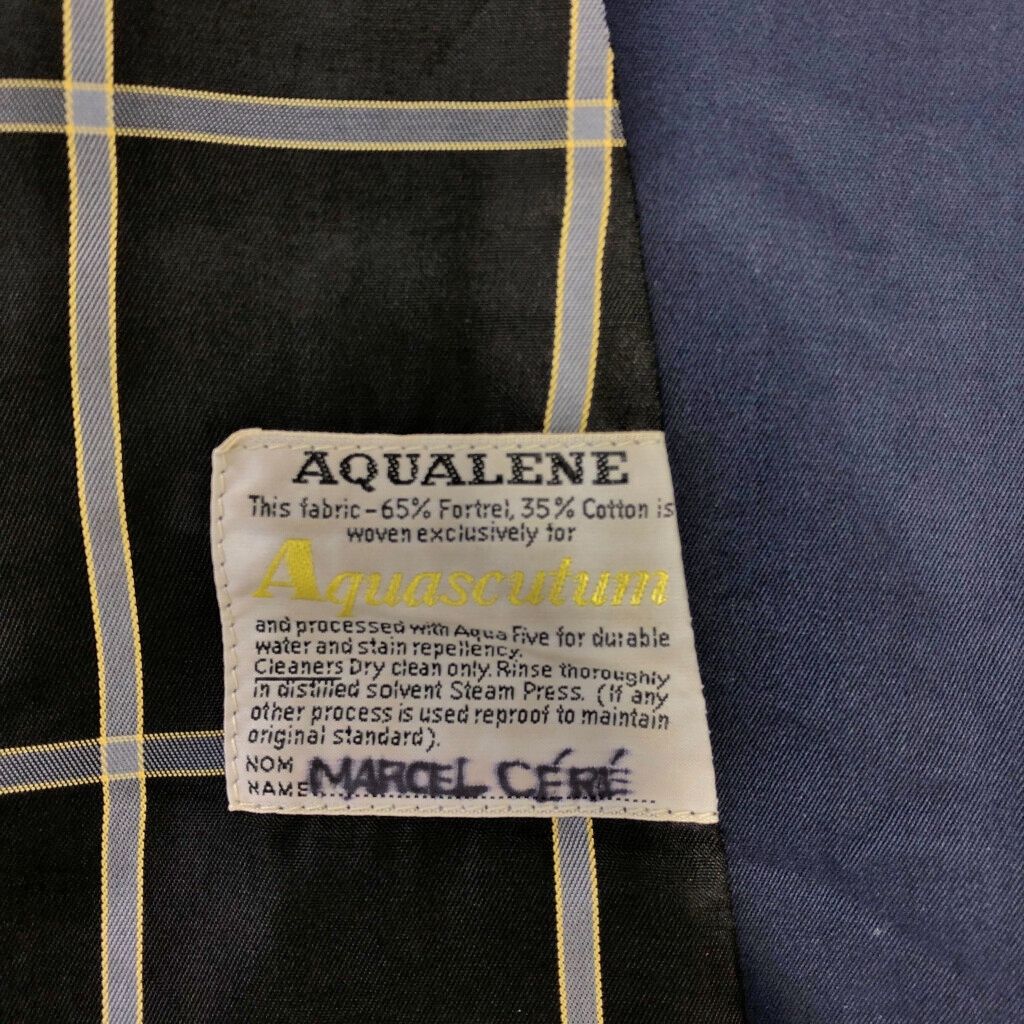 AQUALENE
This fabric - 65% Fortrel, 35% Cotton is
woven exclusively for
Aquascutum
and processed with Aqua Five for durable
water and stain repellency.
Cleaners Dry clean only. Rinse thoroughly
in distilled solvent Steam Press. (If any
other process is used reproof to maintain
original standard).
NOM
NAME MARCEL CÉRÉ